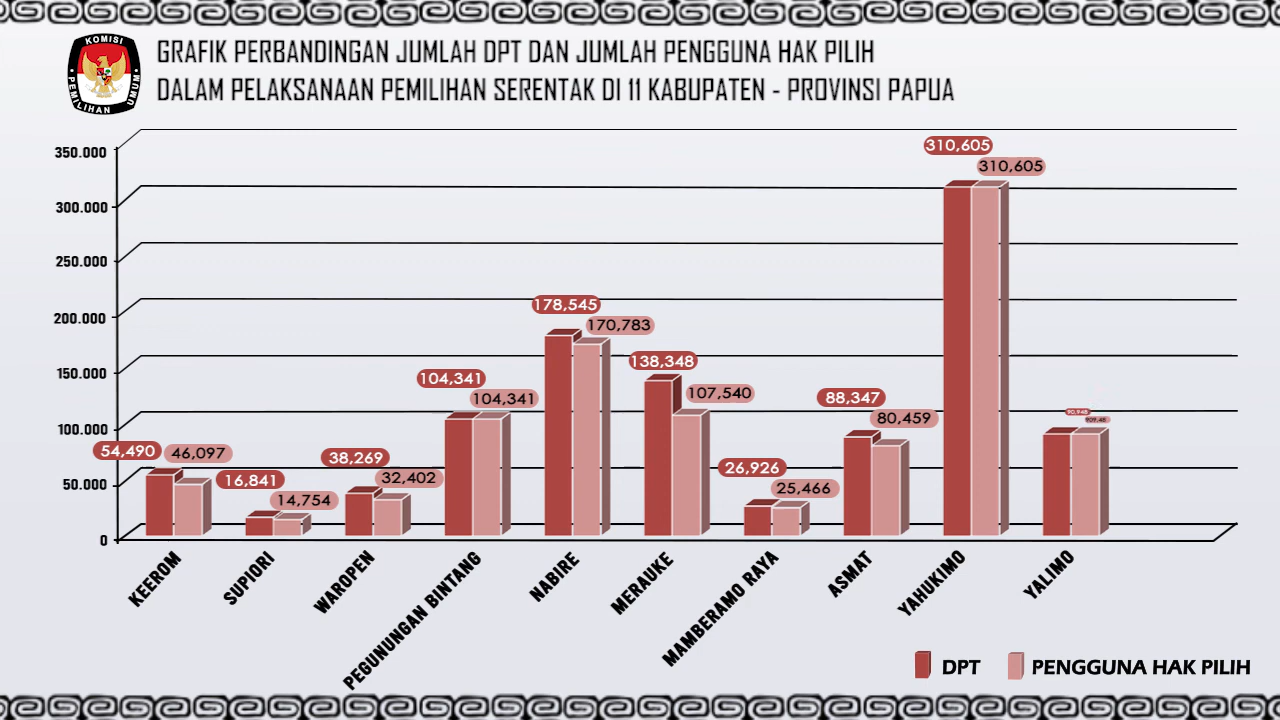 KOMISI
PEMILIHAN UMUM
GRAFIK PERBANDINGAN JUMLAH DPT DAN JUMLAH PENGGUNA HAK PILIH
DALAM PELAKSANAAN PEMILIHAN SERENTAK DI 11 KABUPATEN - PROVINSI PAPUA
350.000
300.000
250.000
200.000
150.000
100.000
50.000
0
54,490
46,097
16,841
14,754
38,269
32,402
104,341
104,341
178,545
170,783
138,348
107,540
26,926
25,466
88,347
80,459
310,605
310,605
90,948
KEEROM
SUPIORI
WAROPEN
PEGUNUNGAN BINTANG
NABIRE
MERAUKE
MAMBERAMO RAYA
ASMAT
YAHUKIMO
YALIMO
DPT
PENGGUNA HAK PILIH